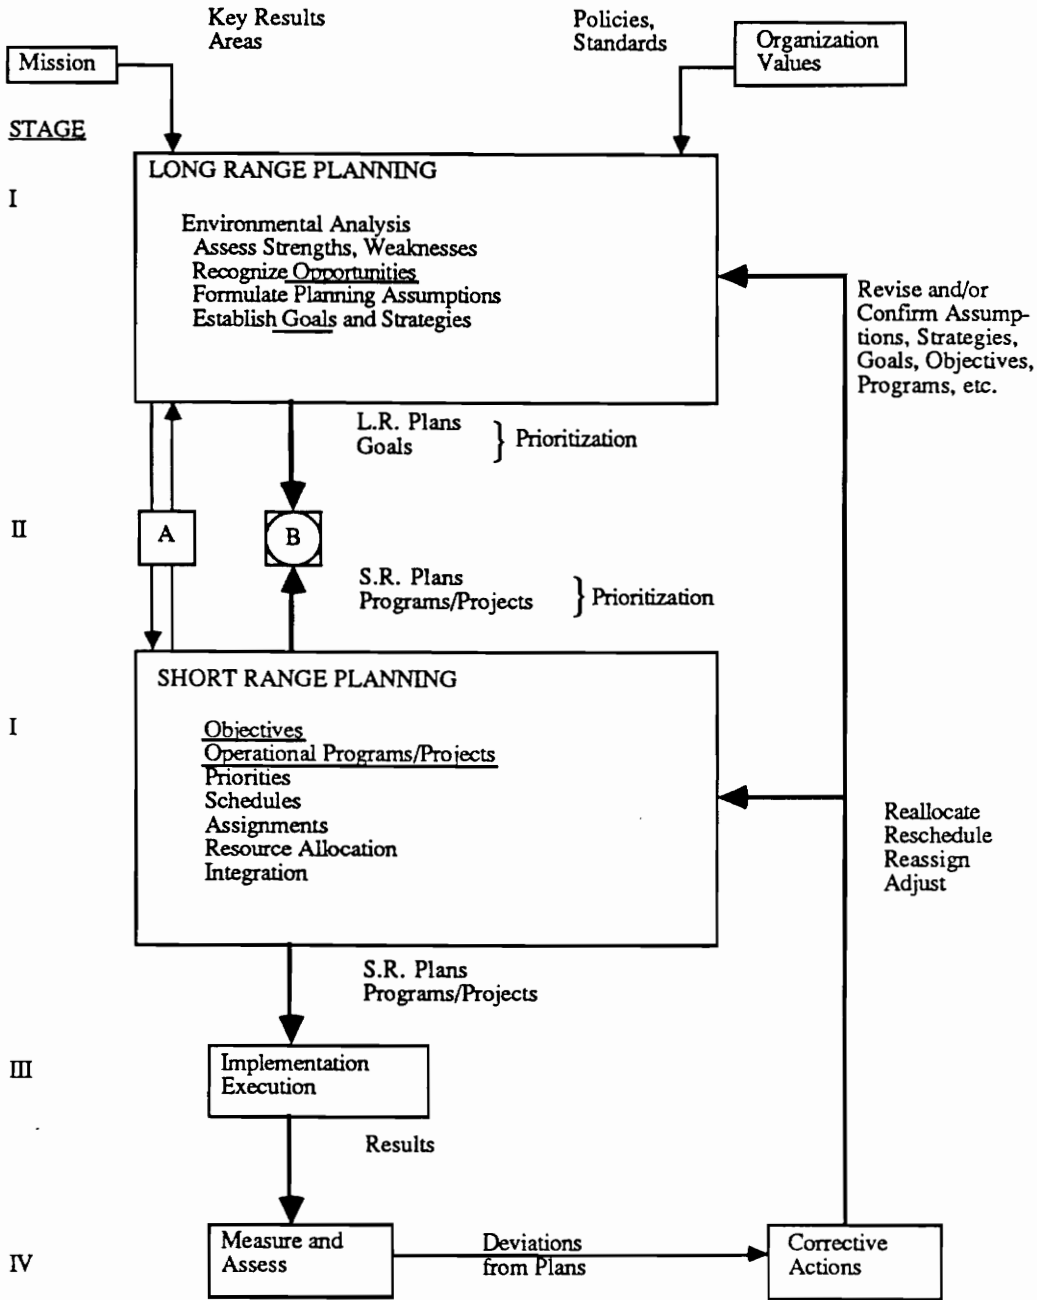 Key Results
Areas
Policies,
Standards
Mission
Organization
Values
STAGE
I
LONG RANGE PLANNING
Environmental Analysis
Assess Strengths, Weaknesses
Recognize Opportunities
Formulate Planning Assumptions
Establish Goals and Strategies
Revise and/or
Confirm Assump-
tions, Strategies,
Goals, Objectives,
Programs, etc.
L.R. Plans
Goals
} Prioritization
II
A
B
S.R. Plans
Programs/Projects
} Prioritization
SHORT RANGE PLANNING
I
Objectives
Operational Programs/Projects
Priorities
Schedules
Assignments
Resource Allocation
Integration
Reallocate
Reschedule
Reassign
Adjust
S.R. Plans
Programs/Projects
III
Implementation
Execution
Results
IV
Measure and
Assess
Deviations
from Plans
Corrective
Actions